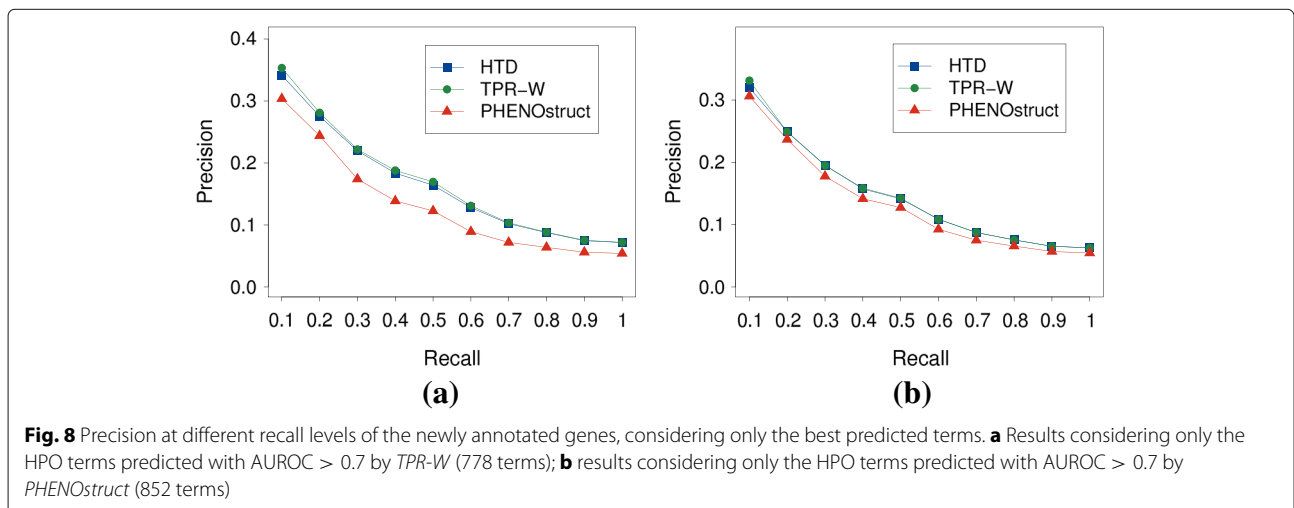 0.4
0.3
0.2
0.1
0.0
Precision
HTD
TPR-W
PHENOstruct
0.1 0.2 0.3 0.4 0.5 0.6 0.7 0.8 0.9 1
Recall
(a)
0.3
0.2
0.1
0.0
Precision
HTD
TPR-W
PHENOstruct
0.1 0.2 0.3 0.4 0.5 0.6 0.7 0.8 0.9 1
Recall
(b)
Fig. 8 Precision at different recall levels of the newly annotated genes, considering only the best predicted terms. a Results considering only the
HPO terms predicted with AUROC > 0.7 by TPR-W (778 terms); b results considering only the HPO terms predicted with AUROC > 0.7 by
PHENOstruct (852 terms)